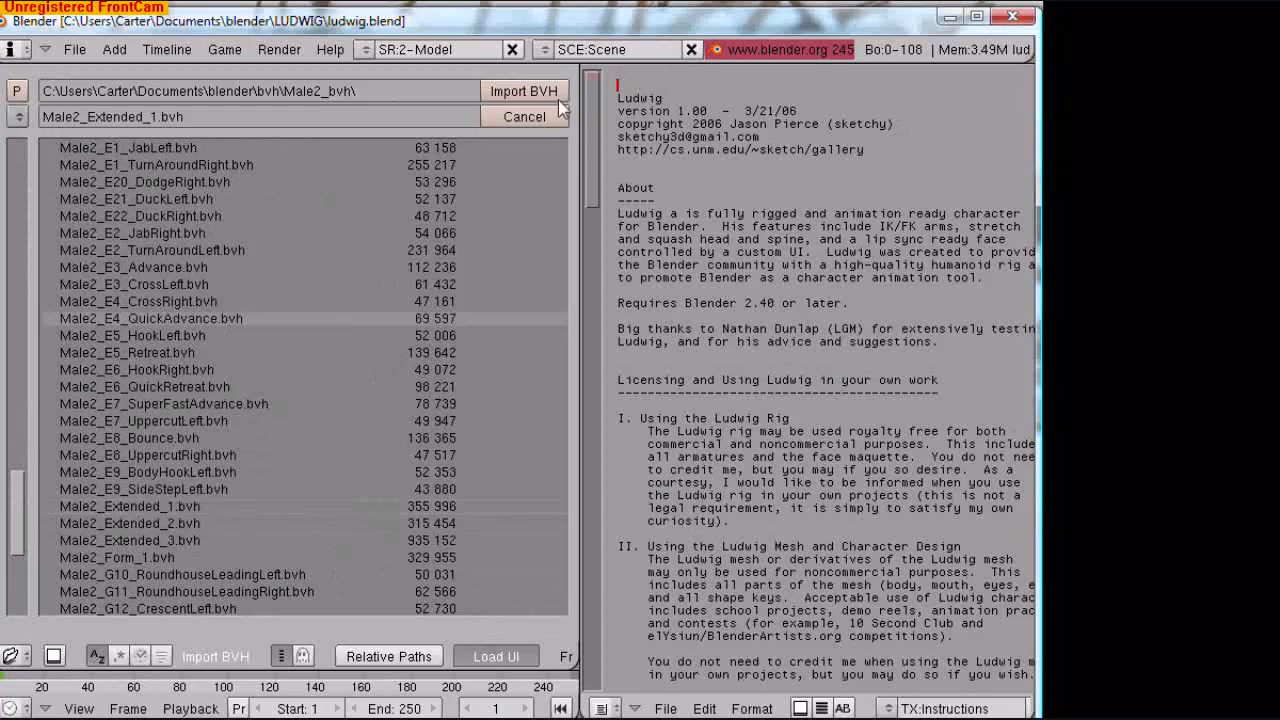 Unregistered FrontCam
Blender [C:\Users\Carter\Documents\blender\LUDWIG\ludwig.blend]
File Add Timeline Game Render Help SR:2-Model SCE:Scene www.blender.org 245 Bo:0-108 | Mem:3.49M lud
P C:\Users\Carter\Documents\blender\bvh\Male2_bvh\ Import BVH
Male2_Extended_1.bvh Cancel
Male2_E1_JabLeft.bvh 63 158
Male2_E1_TurnAroundRight.bvh 255 217
Male2_E20_DodgeRight.bvh 53 296
Male2_E21_DuckLeft.bvh 52 137
Male2_E22_DuckRight.bvh 48 712
Male2_E2_JabRight.bvh 54 066
Male2_E2_TurnAroundLeft.bvh 231 964
Male2_E3_Advance.bvh 112 236
Male2_E3_CrossLeft.bvh 61 432
Male2_E4_CrossRight.bvh 47 161
Male2_E4_QuickAdvance.bvh 69 597
Male2_E5_HookLeft.bvh 52 006
Male2_E5_Retreat.bvh 139 642
Male2_E6_HookRight.bvh 49 072
Male2_E6_QuickRetreat.bvh 98 221
Male2_E7_SuperFastAdvance.bvh 78 739
Male2_E7_UppercutLeft.bvh 49 947
Male2_E8_Bounce.bvh 136 365
Male2_E8_UppercutRight.bvh 47 517
Male2_E9_BodyHookLeft.bvh 52 353
Male2_E9_SideStepLeft.bvh 43 880
Male2_Extended_1.bvh 355 996
Male2_Extended_2.bvh 315 454
Male2_Extended_3.bvh 935 152
Male2_Form_1.bvh 329 955
Male2_G10_RoundhouseLeadingLeft.bvh 50 031
Male2_G11_RoundhouseLeadingRight.bvh 62 566
Male2_G12_CrescentLeft.bvh 52 730
Import BVH Relative Paths Load UI Fr
20 40 60 80 100 120 140 160 180 200 220 240
View Frame Playback Pr Start: 1 End: 250 1
Ludwig
version 1.00 - 3/21/06
copyright 2006 Jason Pierce (sketchy)
sketchy3d@gmail.com
http://cs.unm.edu/~sketch/gallery
About
-----
Ludwig a is fully rigged and animation ready character
for Blender. His features include IK/FK arms, stretch
and squash head and spine, and a lip sync ready face
controlled by a custom UI. Ludwig was created to provid
the Blender community with a high-quality humanoid rig a
to promote Blender as a character animation tool.
Requires Blender 2.40 or later.
Big thanks to Nathan Dunlap (LGM) for extensively testin
Ludwig, and for his advice and suggestions.
Licensing and Using Ludwig in your own work
-------------------------------------------
I. Using the Ludwig Rig
The Ludwig rig may be used royalty free for both
commercial and noncommercial purposes. This include
all armatures and the face maquette. You do not nee
to credit me, but you may if you so desire. As a
courtesy, I would like to be informed when you use
the Ludwig rig in your own projects (this is not a
legal requirement, it is simply to satisfy my own
curiosity).
II. Using the Ludwig Mesh and Character Design
The Ludwig mesh or derivatives of the Ludwig mesh
may only be used for noncommercial purposes. This
includes all parts of the mesh (body, mouth, eyes, e
and all shape keys. Acceptable use of Ludwig charac
includes school projects, demo reels, animation prac
and contests (for example, 10 Second Club and
elYsiun/BlenderArtists.org competitions).
You do not need to credit me when using the Ludwig m
in your own projects, but you may do so if you wish.
File Edit Format AB TX:Instructions